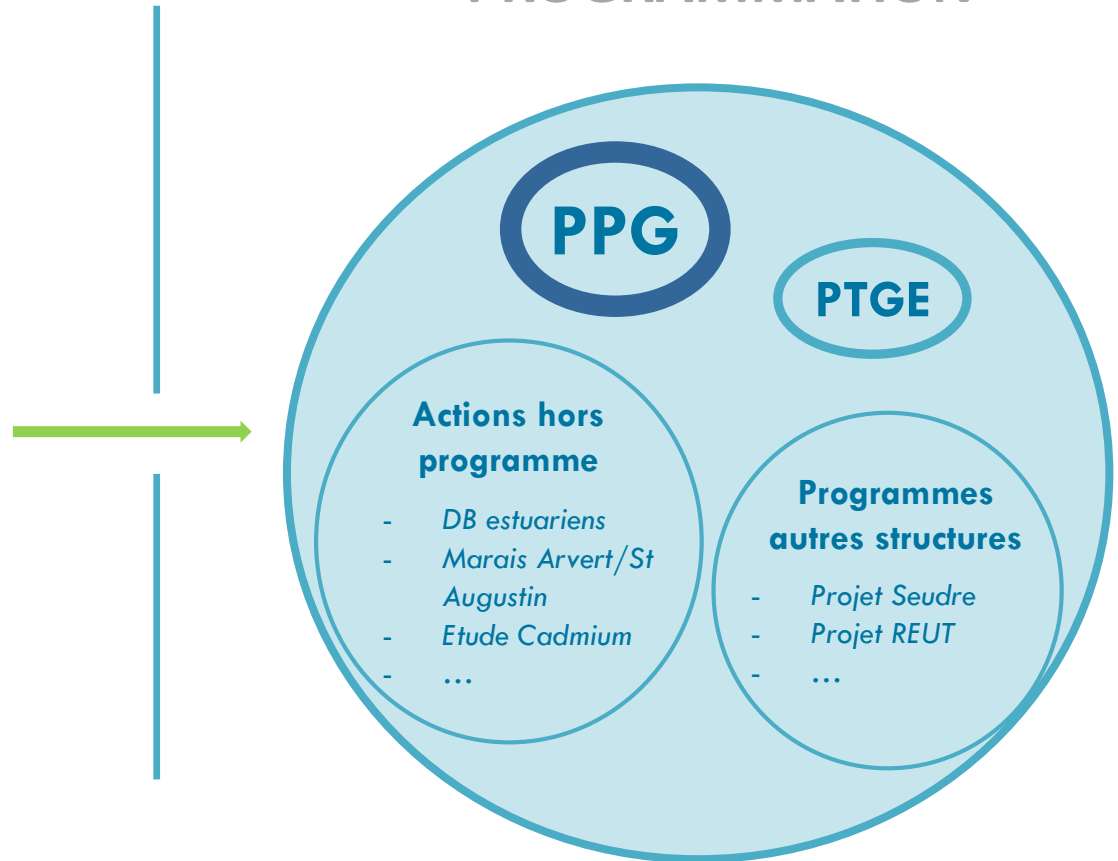 PROGRAMMATION
PPG
PTGE
Actions hors
programme
- DB estuariens
- Marais Arvert/St
Augustin
- Etude Cadmium
- ...
Programmes
autres structures
- Projet Seudre
- Projet REUT
- ...